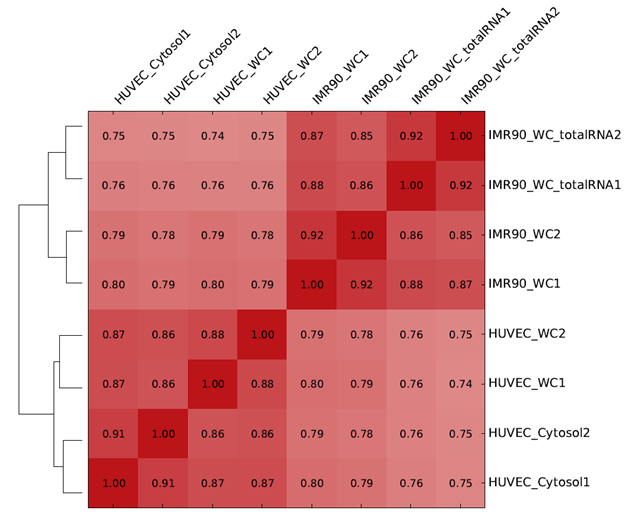 HUVEC_Cytosol1 HUVEC_Cytosol2 HUVEC_WC1 HUVEC_WC2 IMR90_WC1 IMR90_WC2 IMR90_WC_totalRNA1 IMR90_WC_totalRNA2
0.75 0.75 0.74 0.75 0.87 0.85 0.92 1.00 IMR90_WC_totalRNA2
0.76 0.76 0.76 0.76 0.88 0.86 1.00 0.92 IMR90_WC_totalRNA1
0.79 0.78 0.79 0.78 0.92 1.00 0.86 0.85 IMR90_WC2
0.80 0.79 0.80 0.79 1.00 0.92 0.88 0.87 IMR90_WC1
0.87 0.86 0.88 1.00 0.79 0.78 0.76 0.75 HUVEC_WC2
0.87 0.86 1.00 0.88 0.80 0.79 0.76 0.74 HUVEC_WC1
0.91 1.00 0.86 0.86 0.79 0.78 0.76 0.75 HUVEC_Cytosol2
1.00 0.91 0.87 0.87 0.80 0.79 0.76 0.75 HUVEC_Cytosol1